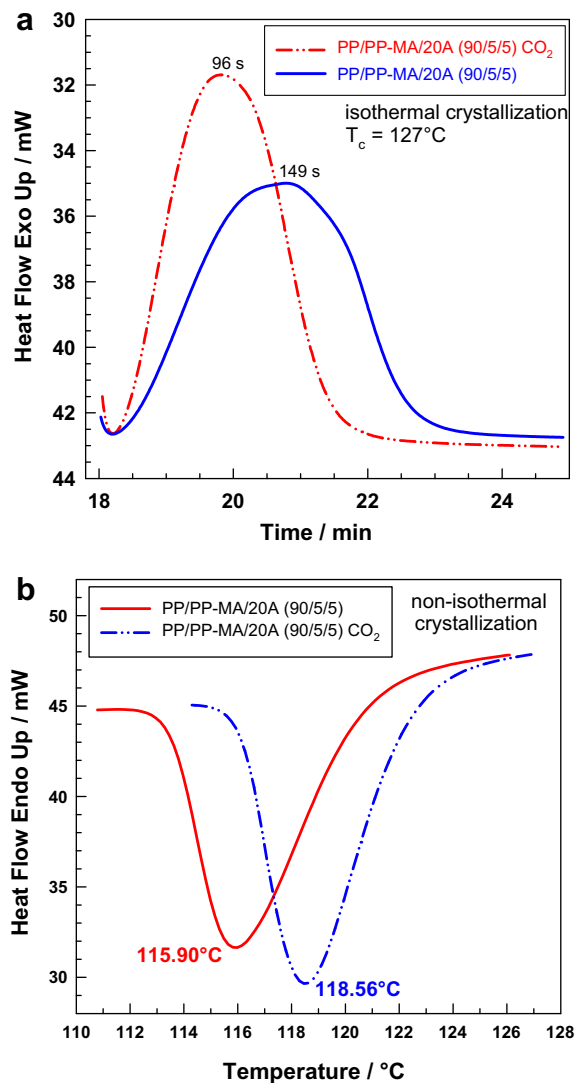 a
PP/PP-MA/20A (90/5/5) CO2
PP/PP-MA/20A (90/5/5)
isothermal crystallization
Tc = 127°C
96 s
149 s
Heat Flow Exo Up / mW
30
32
34
36
38
40
42
44
18
20
22
24
Time / min
b
PP/PP-MA/20A (90/5/5)
PP/PP-MA/20A (90/5/5) CO2
non-isothermal
crystallization
Heat Flow Endo Up / mW
50
45
40
35
30
115.90°C
118.56°C
110
112
114
116
118
120
122
124
126
128
Temperature / °C